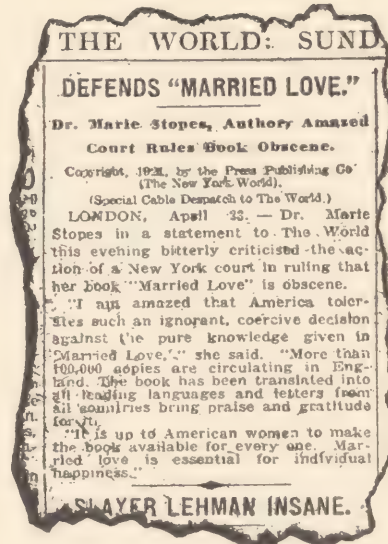 THE WORLD: SUND
DEFENDS "MARRIED LOVE."
Dr. Marie Stopes, Author, Amazed
Court Rules Book Obscene.
Copyright, 1921, by the Press Publishing Co
(The New York World).
(Special Cable Despatch to The World.)
LONDON, April 23. — Dr. Marie
Stopes in a statement to The World
this evening bitterly criticised the ac-
tion of a New York court in ruling that
her book "Married Love" is obscene.
"I am amazed that America toler-
ates such an ignorant, coercive decision
against the pure knowledge given in
'Married Love,'" she said. "More than
100,000 copies are circulating in Eng-
land. The book has been translated into
all leading languages and letters from
all countries bring praise and gratitude
for it.
"It is up to American women to make
the book available for every one. Mar-
ried love is essential for individual
happiness."
SLAYER LEHMAN INSANE.